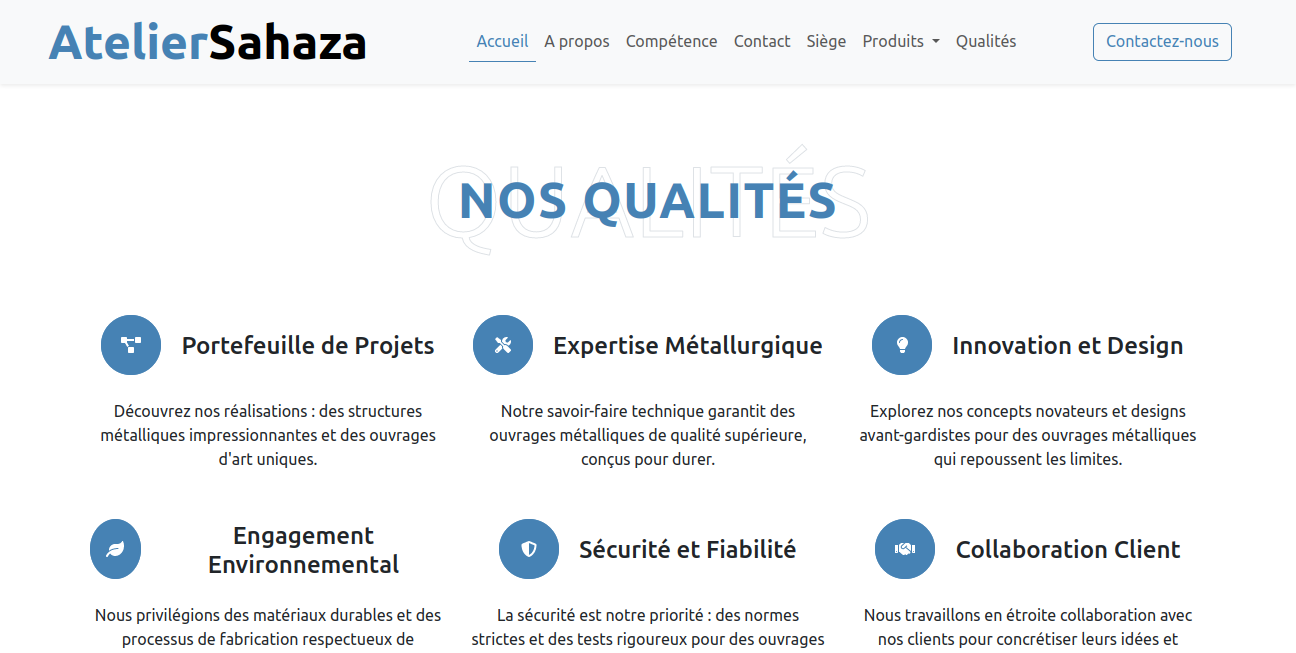 AtelierSahaza
Accueil A propos Compétence Contact Siège Produits Qualités
Contactez-nous
QUALITÉS
NOS QUALITÉS
Portefeuille de Projets
Découvrez nos réalisations : des structures
métalliques impressionnantes et des ouvrages
d'art uniques.
Expertise Métallurgique
Notre savoir-faire technique garantit des
ouvrages métalliques de qualité supérieure,
conçus pour durer.
Innovation et Design
Explorez nos concepts novateurs et designs
avant-gardistes pour des ouvrages métalliques
qui repoussent les limites.
Engagement
Environnemental
Nous privilégions des matériaux durables et des
processus de fabrication respectueux de
Sécurité et Fiabilité
La sécurité est notre priorité : des normes
strictes et des tests rigoureux pour des ouvrages
Collaboration Client
Nous travaillons en étroite collaboration avec
nos clients pour concrétiser leurs idées et